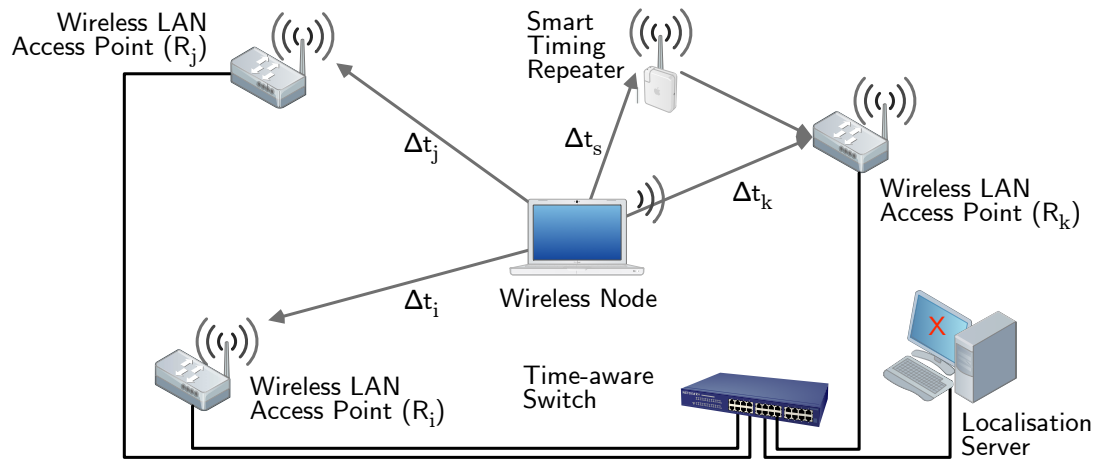 Wireless LAN
Access Point (Rj)
Smart
Timing
Repeater
Δtj
Δts
Δtk
Wireless LAN
Access Point (Rk)
Wireless Node
Δti
X
Wireless LAN
Access Point (Ri)
Time-aware
Switch
Localisation
Server